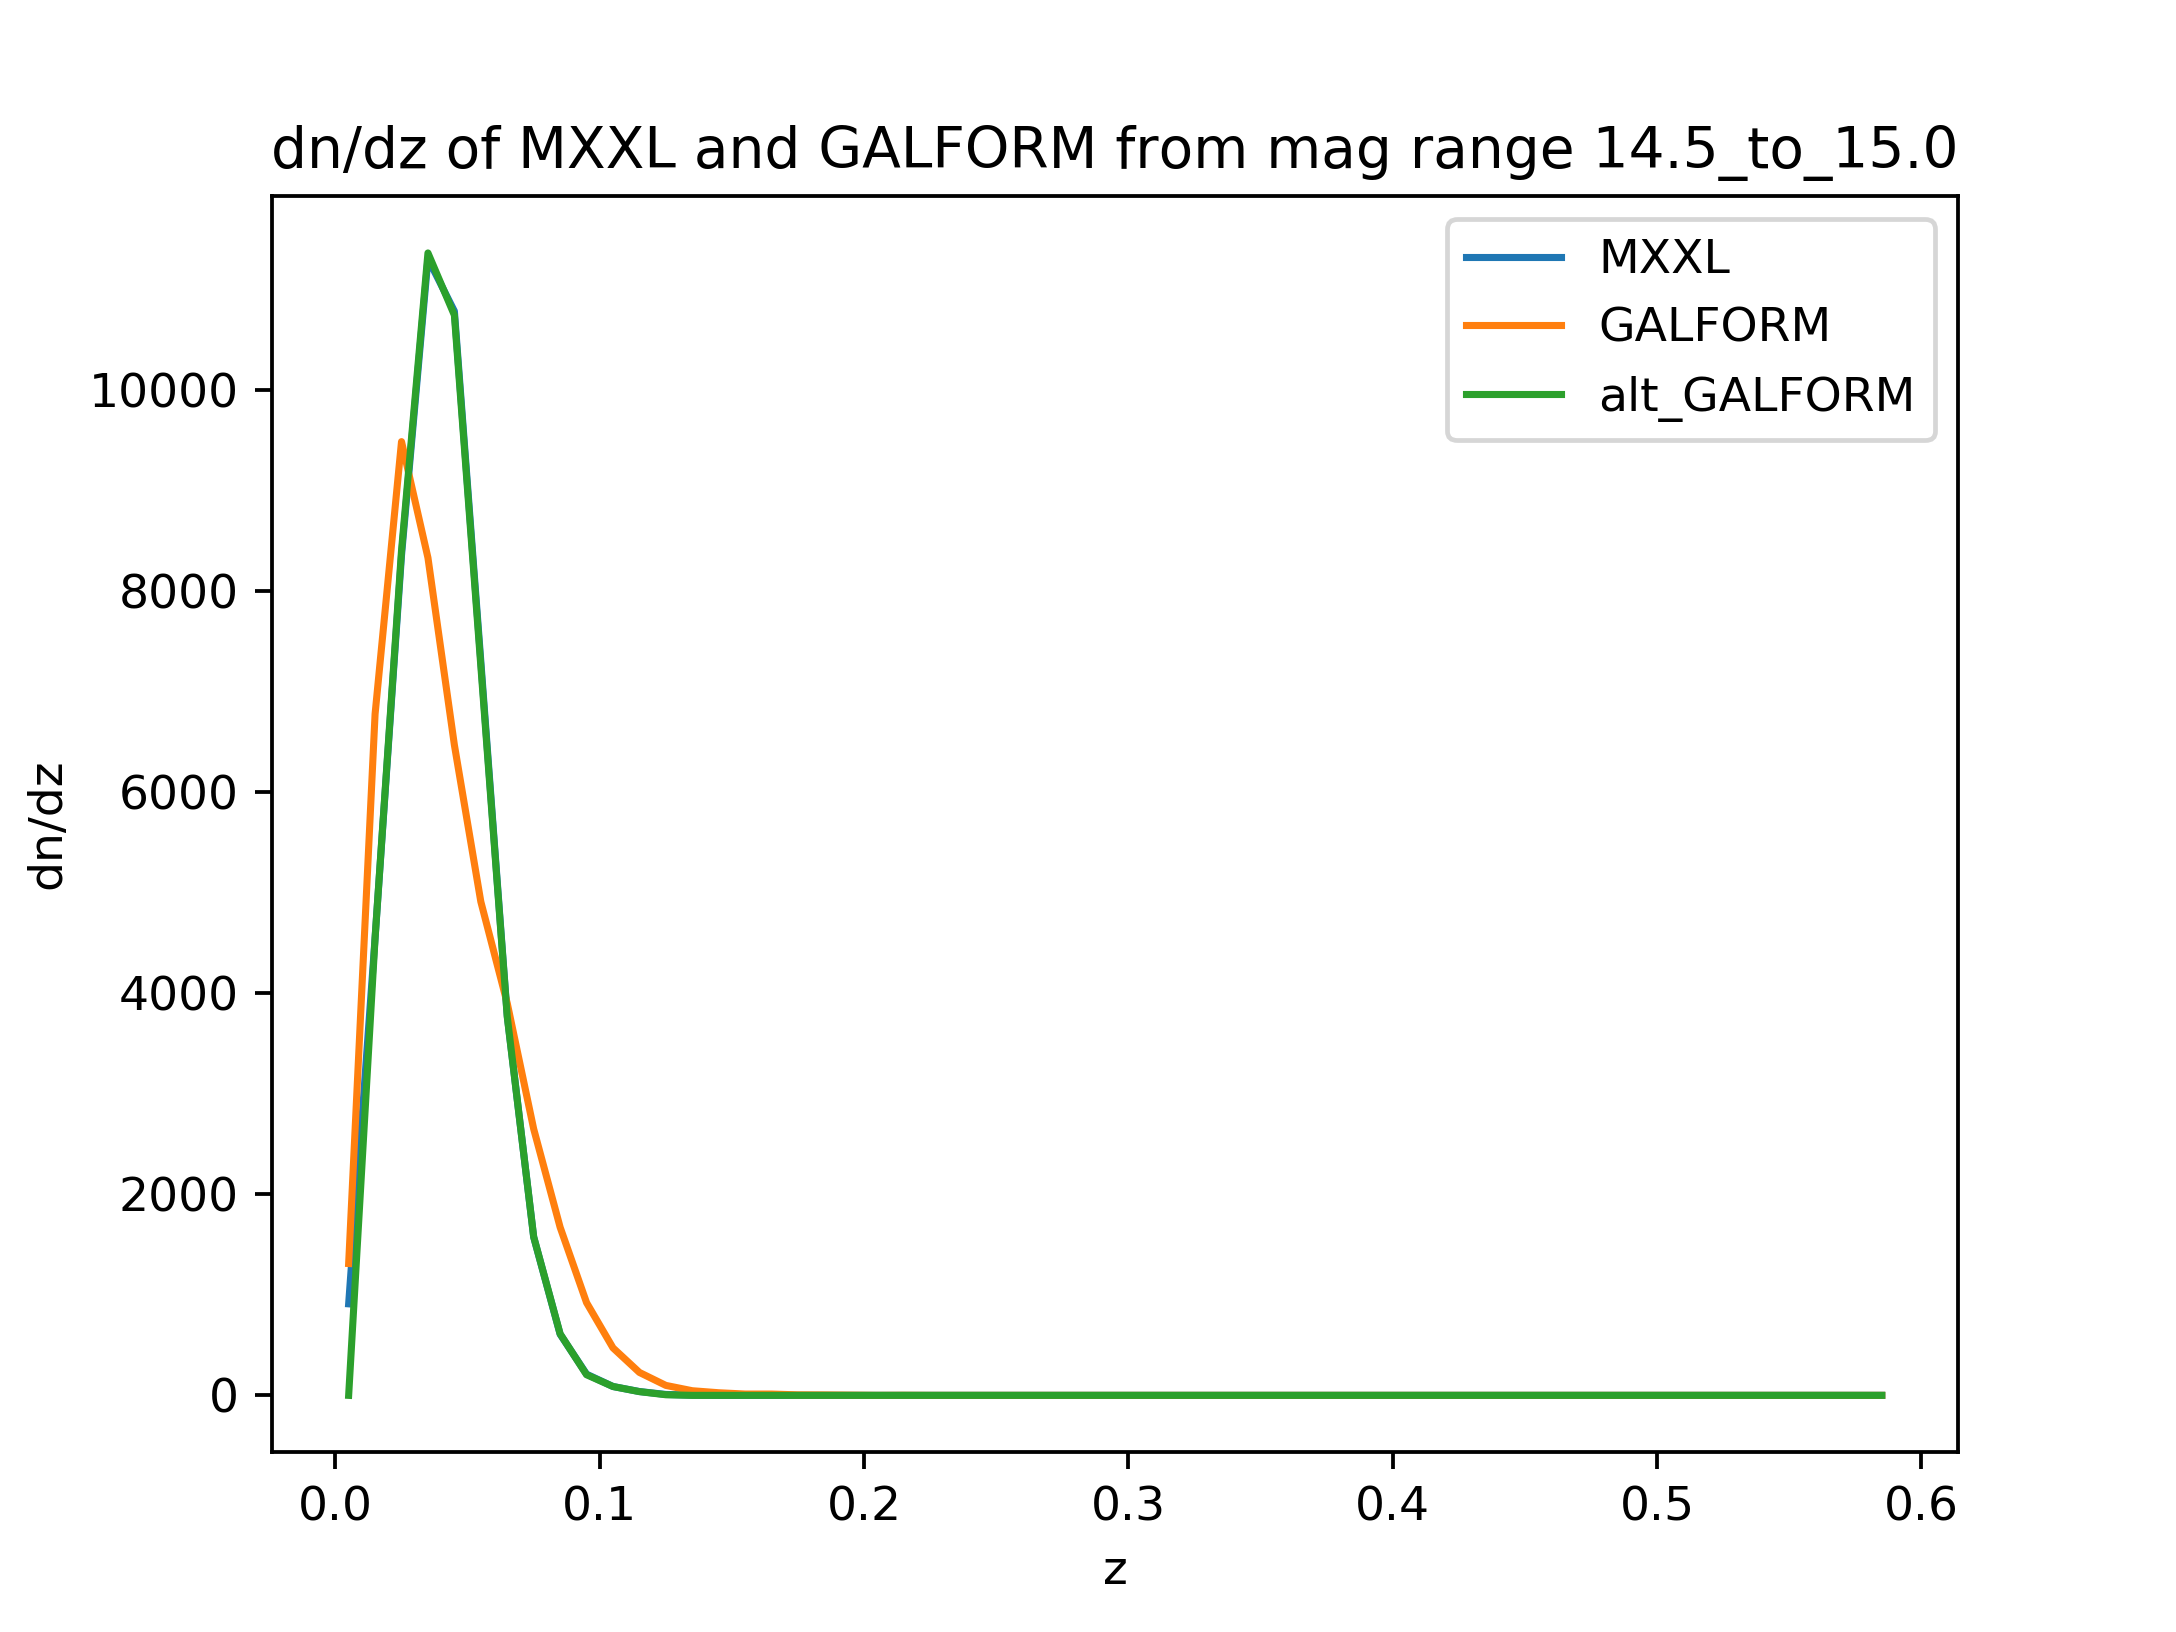 dn/dz of MXXL and GALFORM from mag range 14.5_to_15.0
MXXL
GALFORM
alt_GALFORM
dn/dz
10000
8000
6000
4000
2000
0
0.0 0.1 0.2 0.3 0.4 0.5 0.6
z